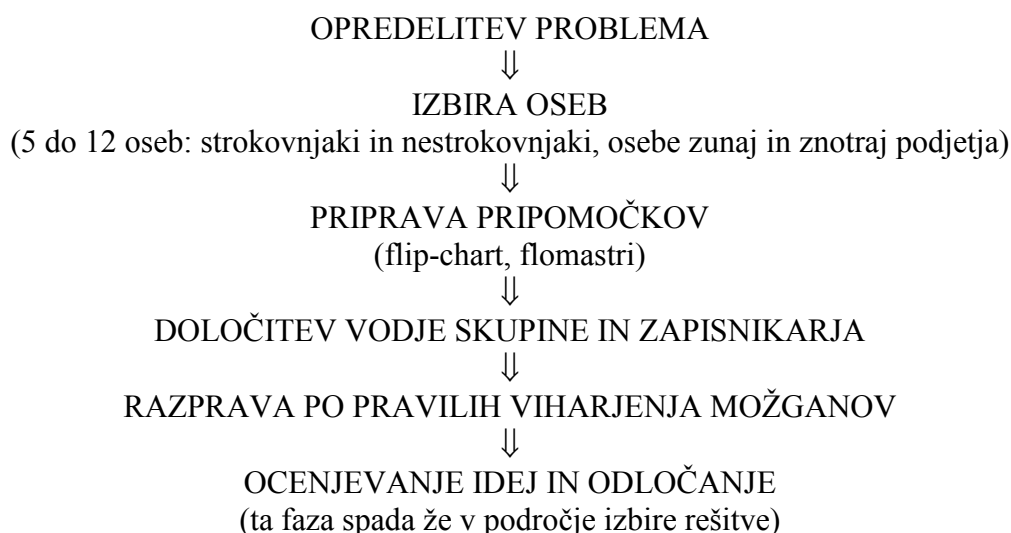 OPREDELITEV PROBLEMA
⇓
IZBIRA OSEB
(5 do 12 oseb: strokovnjaki in nestrokovnjaki, osebe zunaj in znotraj podjetja)
⇓
PRIPRAVA PRIPOMOČKOV
(flip-chart, flomastri)
⇓
DOLOČITEV VODJE SKUPINE IN ZAPISNIKARJA
⇓
RAZPRAVA PO PRAVILIH VIHARJENJA MOŽGANOV
⇓
OCENJEVANJE IDEJ IN ODLOČANJE
(ta faza spada že v področje izbire rešitve)